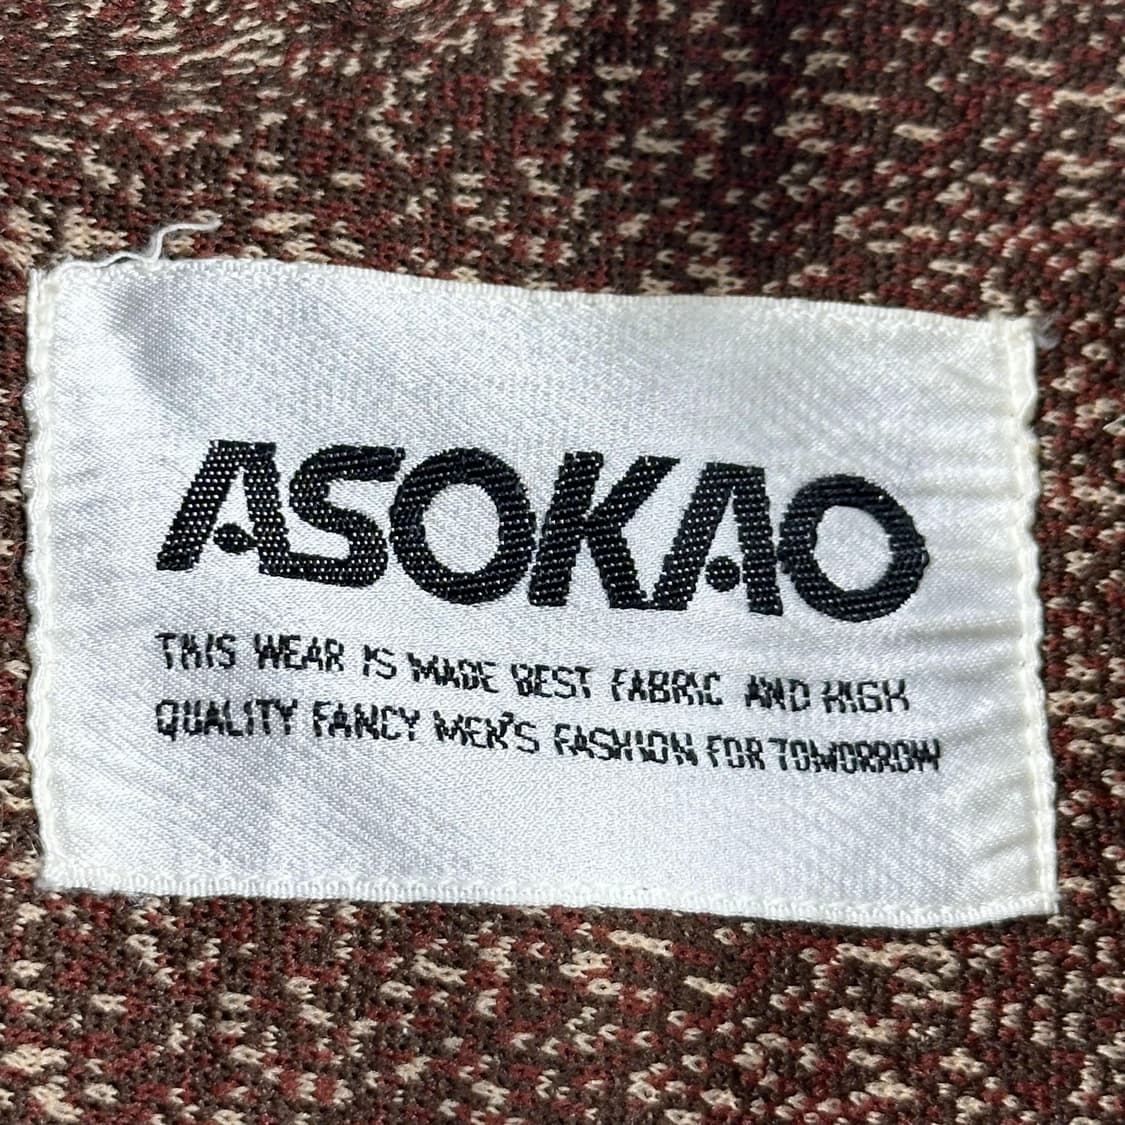 ASOKAO
THIS WEAR IS MADE BEST FABRIC AND HIGH
QUALITY FANCY MEN'S FASHION FOR TOMORROW